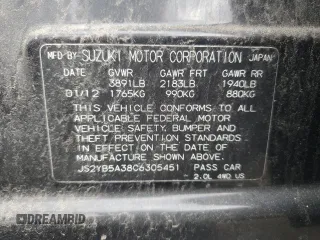 MFD. BY SUZUKI MOTOR CORPORATION JAPAN
DATE GVWR GAWR FRT GAWR RR
3891LB 2183LB 1940LB
01/12 1765KG 990KG 880KG
THIS VEHICLE CONFORMS TO ALL
APPLICABLE FEDERAL MOTOR
VEHICLE SAFETY, BUMPER AND
THEFT PREVENTION STANDARDS
IN EFFECT ON THE DATE OF
MANUFACTURE SHOWN ABOVE.
JS2YB5A38C6305451 PASS CAR
2.0L 4WD US